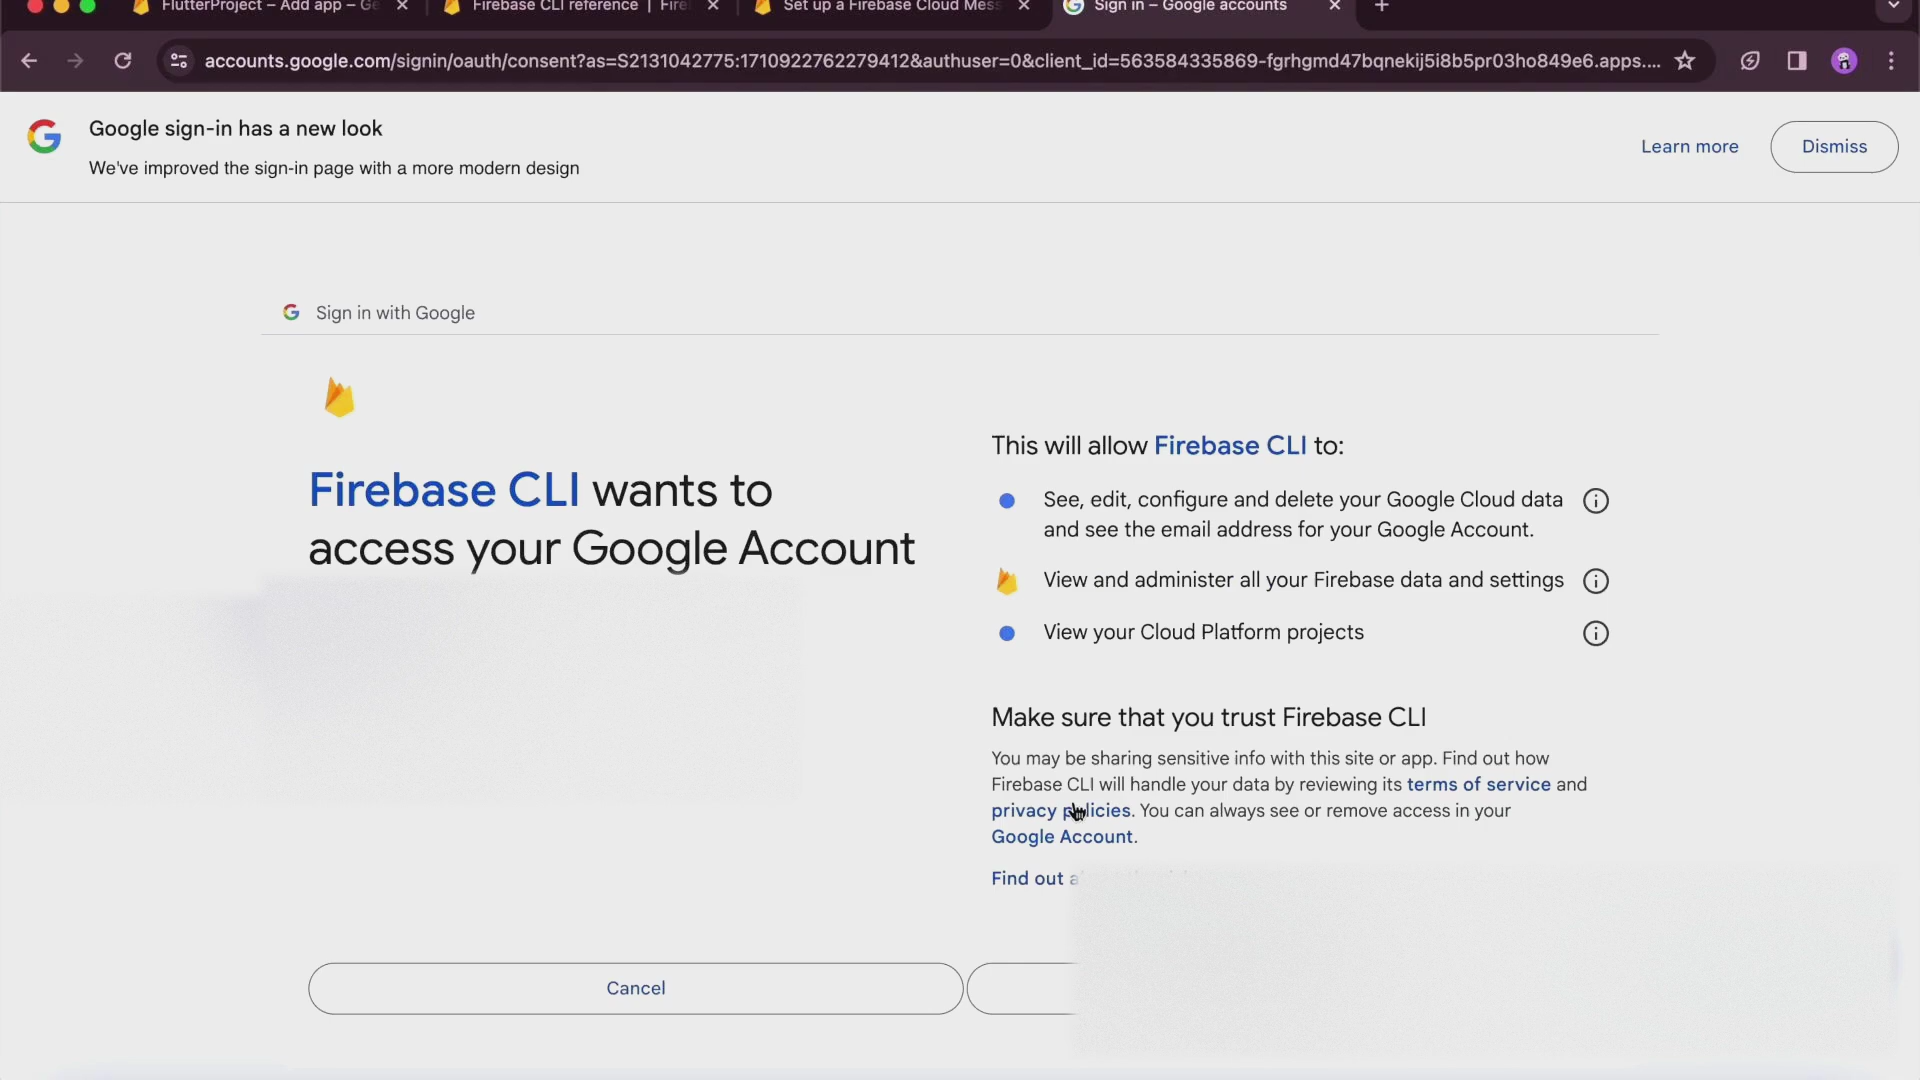 FlutterProject – Add app – Ge
Firebase CLI reference | Fire
Set up a Firebase Cloud Mess
Sign in – Google accounts
accounts.google.com/signin/oauth/consent?as=S2131042775:1710922762279412&authuser=0&client_id=563584335869-fgrhgmd47bqnekij5i8b5pr03ho849e6.apps....
Google sign-in has a new look
We've improved the sign-in page with a more modern design
Learn more
Dismiss
Sign in with Google
Firebase CLI wants to
access your Google Account
This will allow Firebase CLI to:
See, edit, configure and delete your Google Cloud data
and see the email address for your Google Account.
View and administer all your Firebase data and settings
View your Cloud Platform projects
Make sure that you trust Firebase CLI
You may be sharing sensitive info with this site or app. Find out how
Firebase CLI will handle your data by reviewing its terms of service and
privacy policies. You can always see or remove access in your
Google Account.
Find out
Cancel